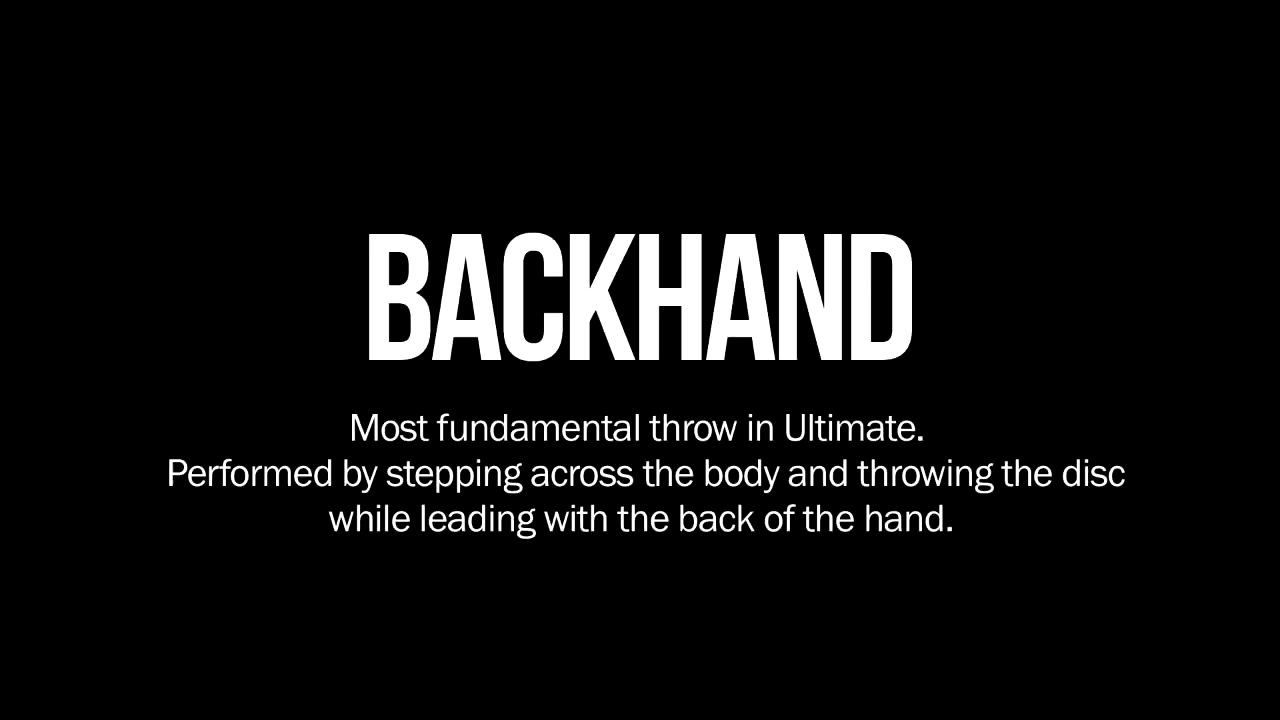 BACKHAND
Most fundamental throw in Ultimate.
Performed by stepping across the body and throwing the disc
while leading with the back of the hand.